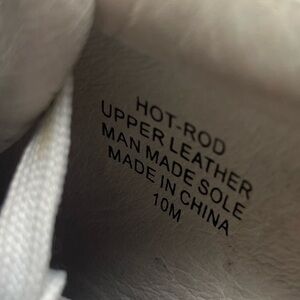 HOT-ROD
UPPER LEATHER
MAN MADE SOLE
MADE IN CHINA
10M